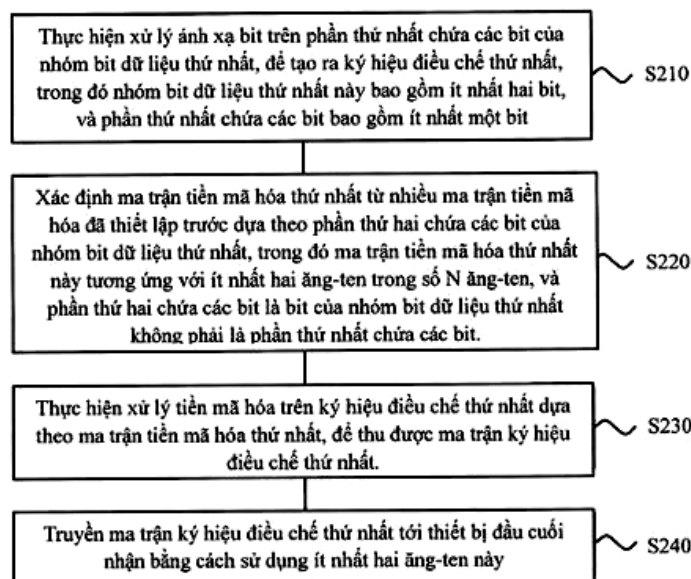 Thực hiện xử lý ánh xạ bit trên phần thứ nhất chứa các bit của
nhóm bit dữ liệu thứ nhất, để tạo ra ký hiệu điều chế thứ nhất,
trong đó nhóm bit dữ liệu thứ nhất này bao gồm ít nhất hai bit,
và phần thứ nhất chứa các bit bao gồm ít nhất một bit
S210
Xác định ma trận tiền mã hóa thứ nhất từ nhiều ma trận tiền mã
hóa đã thiết lập trước dựa theo phần thứ hai chứa các bit của
nhóm bit dữ liệu thứ nhất, trong đó ma trận tiền mã hóa thứ nhất
này tương ứng với ít nhất hai ăng-ten trong số N ăng-ten, và
phần thứ hai chứa các bit là bit của nhóm bit dữ liệu thứ nhất
không phải là phần thứ nhất chứa các bit.
S220
Thực hiện xử lý tiền mã hóa trên ký hiệu điều chế thứ nhất dựa
theo ma trận tiền mã hóa thứ nhất, để thu được ma trận ký hiệu
điều chế thứ nhất.
S230
Truyền ma trận ký hiệu điều chế thứ nhất tới thiết bị đầu cuối
nhận bằng cách sử dụng ít nhất hai ăng-ten này
S240